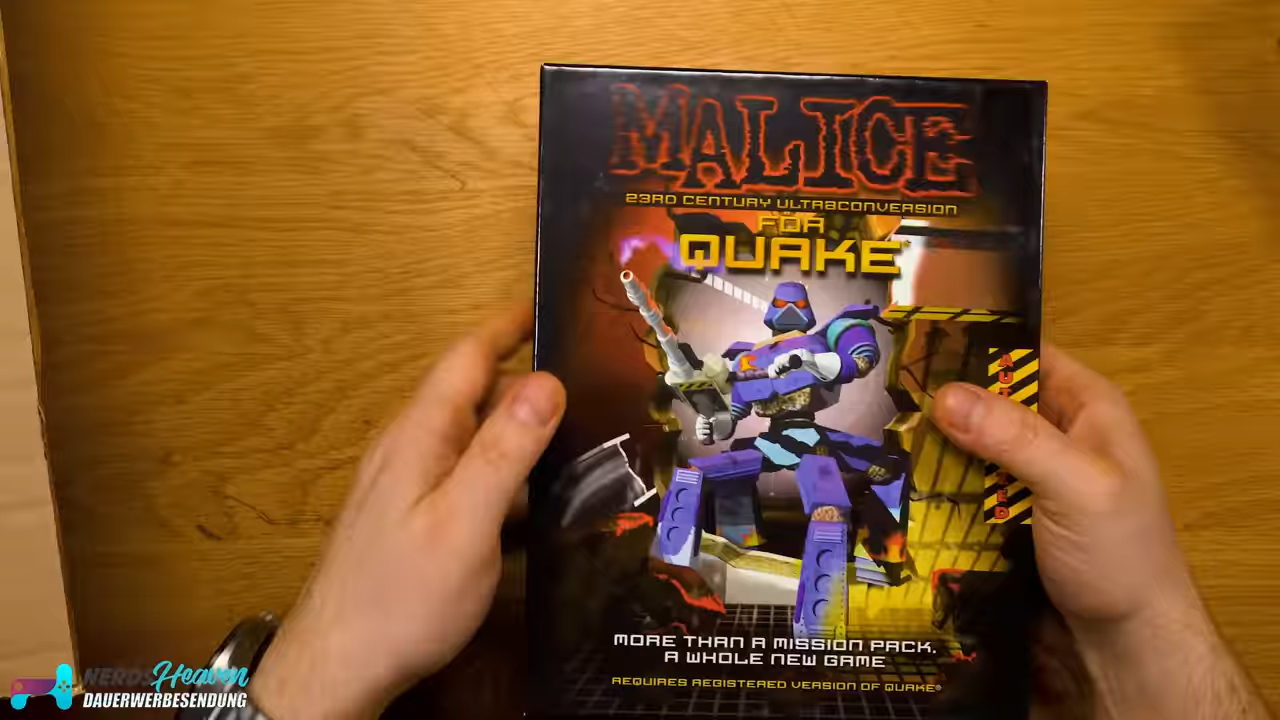 MALICE
23RD CENTURY ULTRACONVERSION
FOR
QUAKE
MORE THAN A MISSION PACK.
A WHOLE NEW GAME
REQUIRES REGISTERED VERSION OF QUAKE®
NERDS Heaven
DAUERWERBESENDUNG